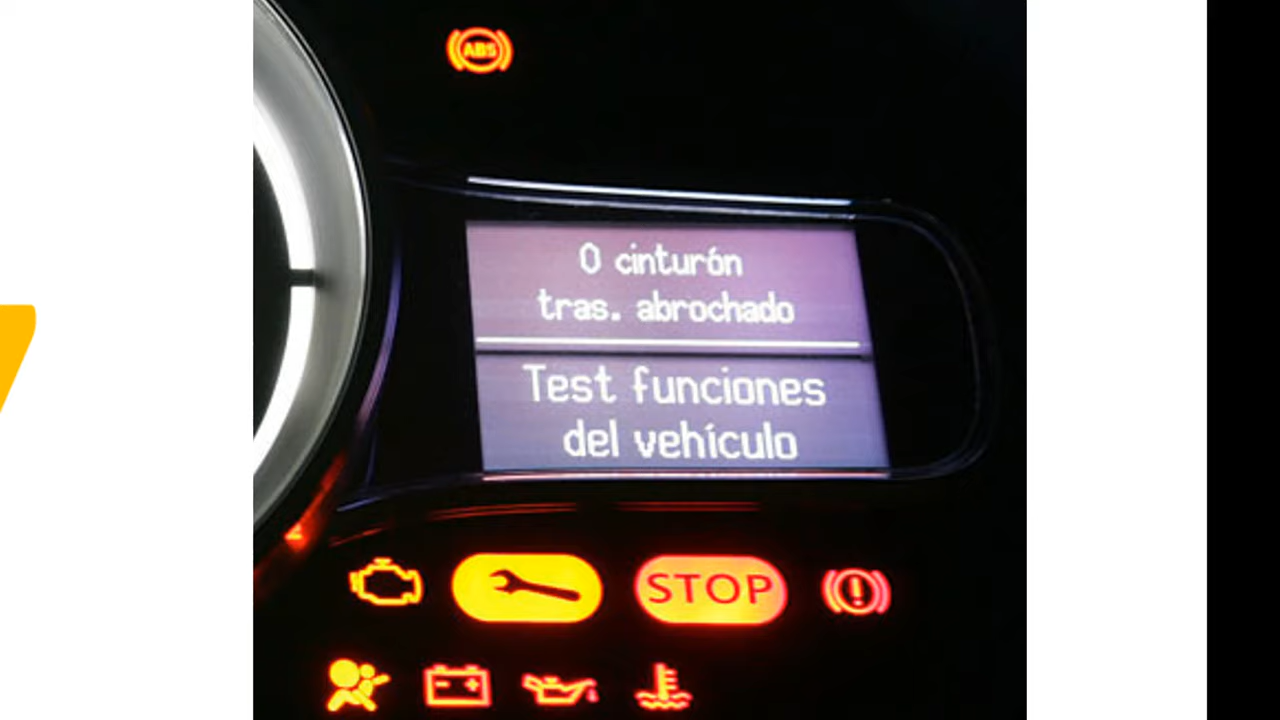 ABS
0 cinturón
tras. abrochado
Test funciones
del vehículo
STOP